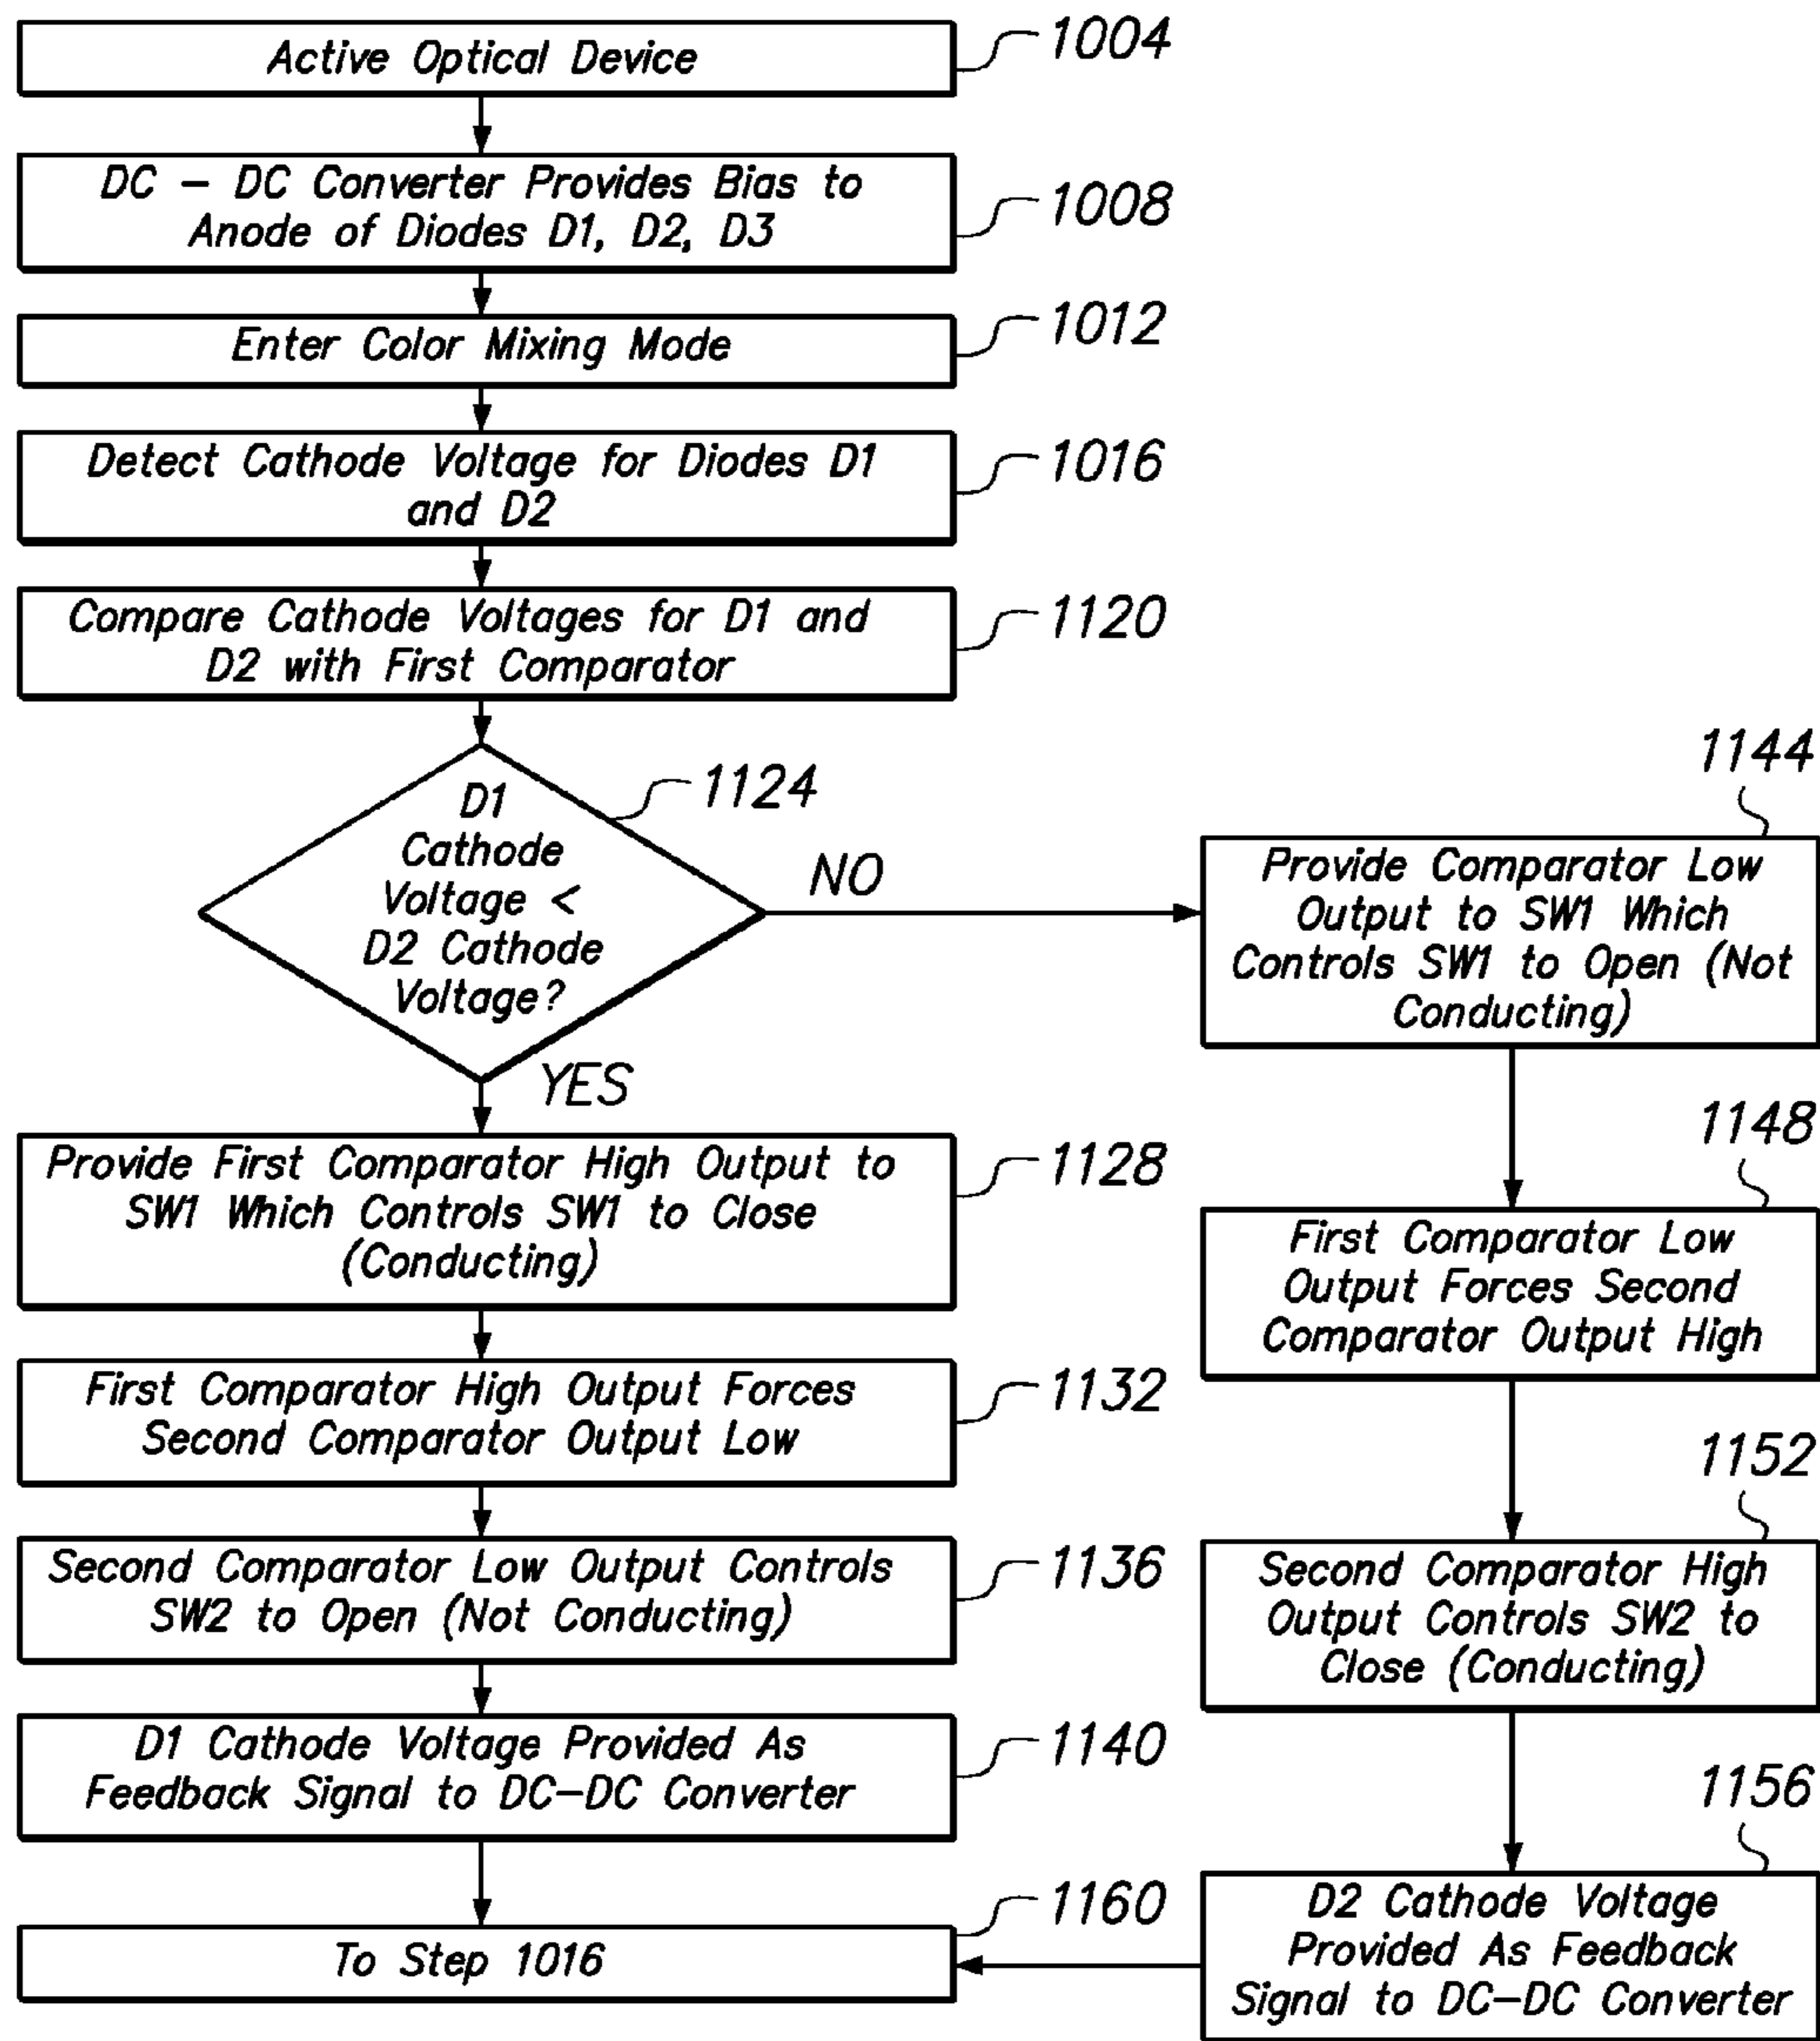 Active Optical Device
1004
DC – DC Converter Provides Bias to
Anode of Diodes D1, D2, D3
1008
Enter Color Mixing Mode
1012
Detect Cathode Voltage for Diodes D1
and D2
1016
Compare Cathode Voltages for D1 and
D2 with First Comparator
1120
D1
Cathode
Voltage <
D2 Cathode
Voltage?
1124
NO
YES
Provide First Comparator High Output to
SW1 Which Controls SW1 to Close
(Conducting)
1128
First Comparator High Output Forces
Second Comparator Output Low
1132
Second Comparator Low Output Controls
SW2 to Open (Not Conducting)
1136
D1 Cathode Voltage Provided As
Feedback Signal to DC–DC Converter
1140
To Step 1016
1160
1144
Provide Comparator Low
Output to SW1 Which
Controls SW1 to Open (Not
Conducting)
1148
First Comparator Low
Output Forces Second
Comparator Output High
1152
Second Comparator High
Output Controls SW2 to
Close (Conducting)
1156
D2 Cathode Voltage
Provided As Feedback
Signal to DC–DC Converter